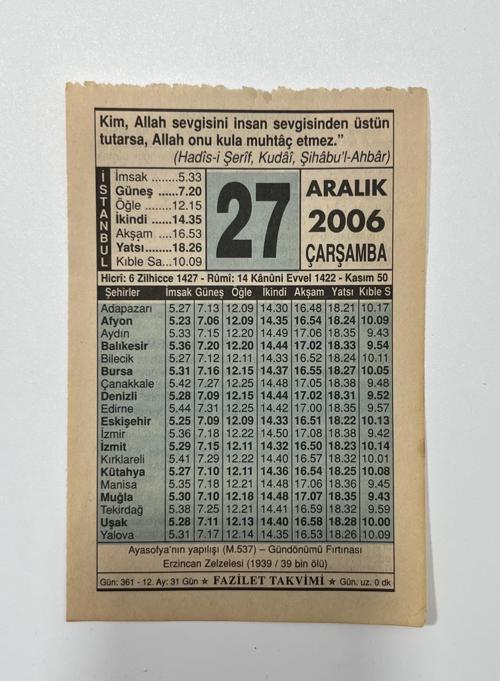 Kim, Allah sevgisini insan sevgisinden üstün
tutarsa, Allah onu kula muhtâç etmez."
(Hadîs-i Şerîf, Kudâî, Şihâbu'l-Ahbâr)
İSTANBUL
İmsak ........5.33
Güneş ......7.20
Öğle ........12.15
İkindi ......14.35
Akşam ....16.53
Yatsı.......18.26
Kıble Sa...10.09
27
ARALIK
2006
ÇARŞAMBA
Hicrî: 6 Zilhicce 1427 - Rûmî: 14 Kânûni Evvel 1422 - Kasım 50
Şehirler İmsak Güneş Öğle İkindi Akşam Yatsı Kıble S
Adapazarı 5.27 7.13 12.09 14.30 16.48 18.21 10.17
Afyon 5.23 7.06 12.09 14.35 16.54 18.24 10.09
Aydın 5.33 7.15 12.20 14.49 17.06 18.35 9.43
Balıkesir 5.36 7.20 12.20 14.44 17.02 18.33 9.54
Bilecik 5.27 7.12 12.11 14.33 16.52 18.24 10.11
Bursa 5.31 7.16 12.15 14.37 16.55 18.27 10.05
Çanakkale 5.42 7.27 12.25 14.48 17.05 18.38 9.48
Denizli 5.28 7.09 12.15 14.44 17.02 18.31 9.52
Edirne 5.44 7.31 12.25 14.42 17.00 18.35 9.57
Eskişehir 5.25 7.09 12.09 14.33 16.51 18.22 10.13
İzmir 5.36 7.18 12.22 14.50 17.08 18.38 9.42
İzmit 5.29 7.15 12.11 14.32 16.50 18.23 10.14
Kırklareli 5.41 7.29 12.22 14.40 16.57 18.32 10.01
Kütahya 5.27 7.10 12.11 14.36 16.54 18.25 10.08
Manisa 5.35 7.18 12.21 14.48 17.06 18.36 9.45
Muğla 5.30 7.10 12.18 14.48 17.07 18.35 9.43
Tekirdağ 5.38 7.25 12.21 14.41 16.59 18.32 9.59
Uşak 5.28 7.11 12.13 14.40 16.58 18.28 10.00
Yalova 5.31 7.17 12.14 14.35 16.53 18.26 10.09
Ayasofya'nın yapılışı (M.537) – Gündönümü Fırtınası
Erzincan Zelzelesi (1939 / 39 bin ölü)
Gün: 361 - 12. Ay: 31 Gün ★ FAZİLET TAKVİMİ ★ Gün. uz. 0 dk